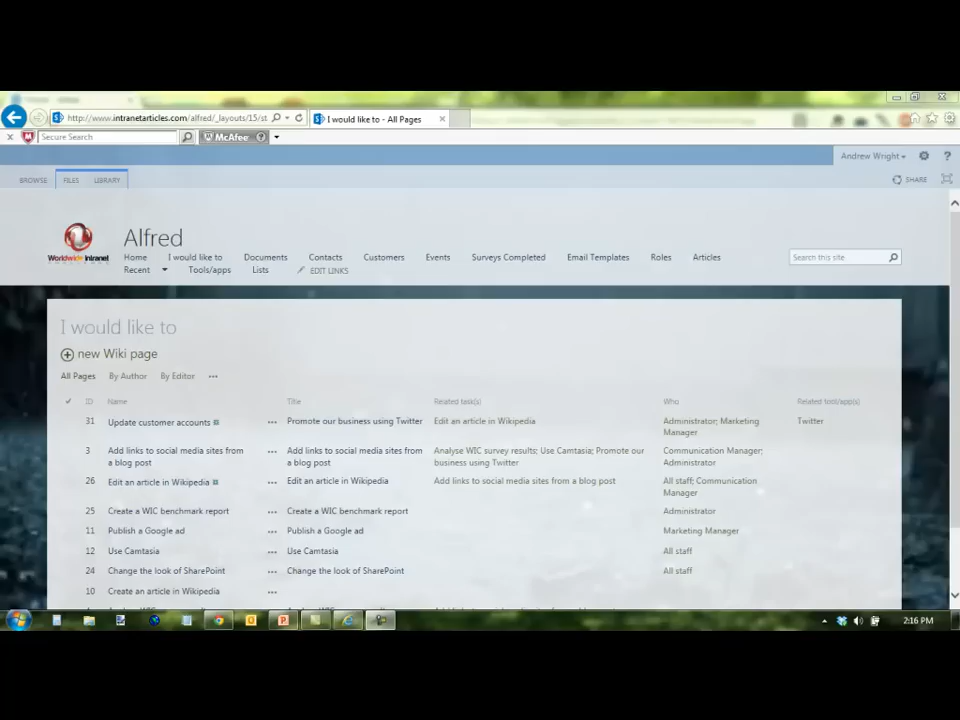 http://www.intranetarticles.com/alfred/_layouts/15/st
I would like to - All Pages
Secure Search
McAfee
Andrew Wright
BROWSE FILES LIBRARY
SHARE
Alfred
Worldwide Intranet
Home I would like to Documents Contacts Customers Events Surveys Completed Email Templates Roles Articles
Search this site
Recent Tools/apps Lists EDIT LINKS
I would like to
new Wiki page
All Pages By Author By Editor ...
ID Name Title Related task(s) Who Related tool/app(s)
31 Update customer accounts ... Promote our business using Twitter Edit an article in Wikipedia Administrator; Marketing Twitter
Manager
3 Add links to social media sites from ... Add links to social media sites from Analyse WIC survey results; Use Camtasia; Promote our Communication Manager;
a blog post a blog post business using Twitter Administrator
26 Edit an article in Wikipedia ... Edit an article in Wikipedia Add links to social media sites from a blog post All staff; Communication
Manager
25 Create a WIC benchmark report ... Create a WIC benchmark report Administrator
11 Publish a Google ad ... Publish a Google ad Marketing Manager
12 Use Camtasia ... Use Camtasia All staff
24 Change the look of SharePoint ... Change the look of SharePoint All staff
10 Create an article in Wikipedia ...
2:16 PM